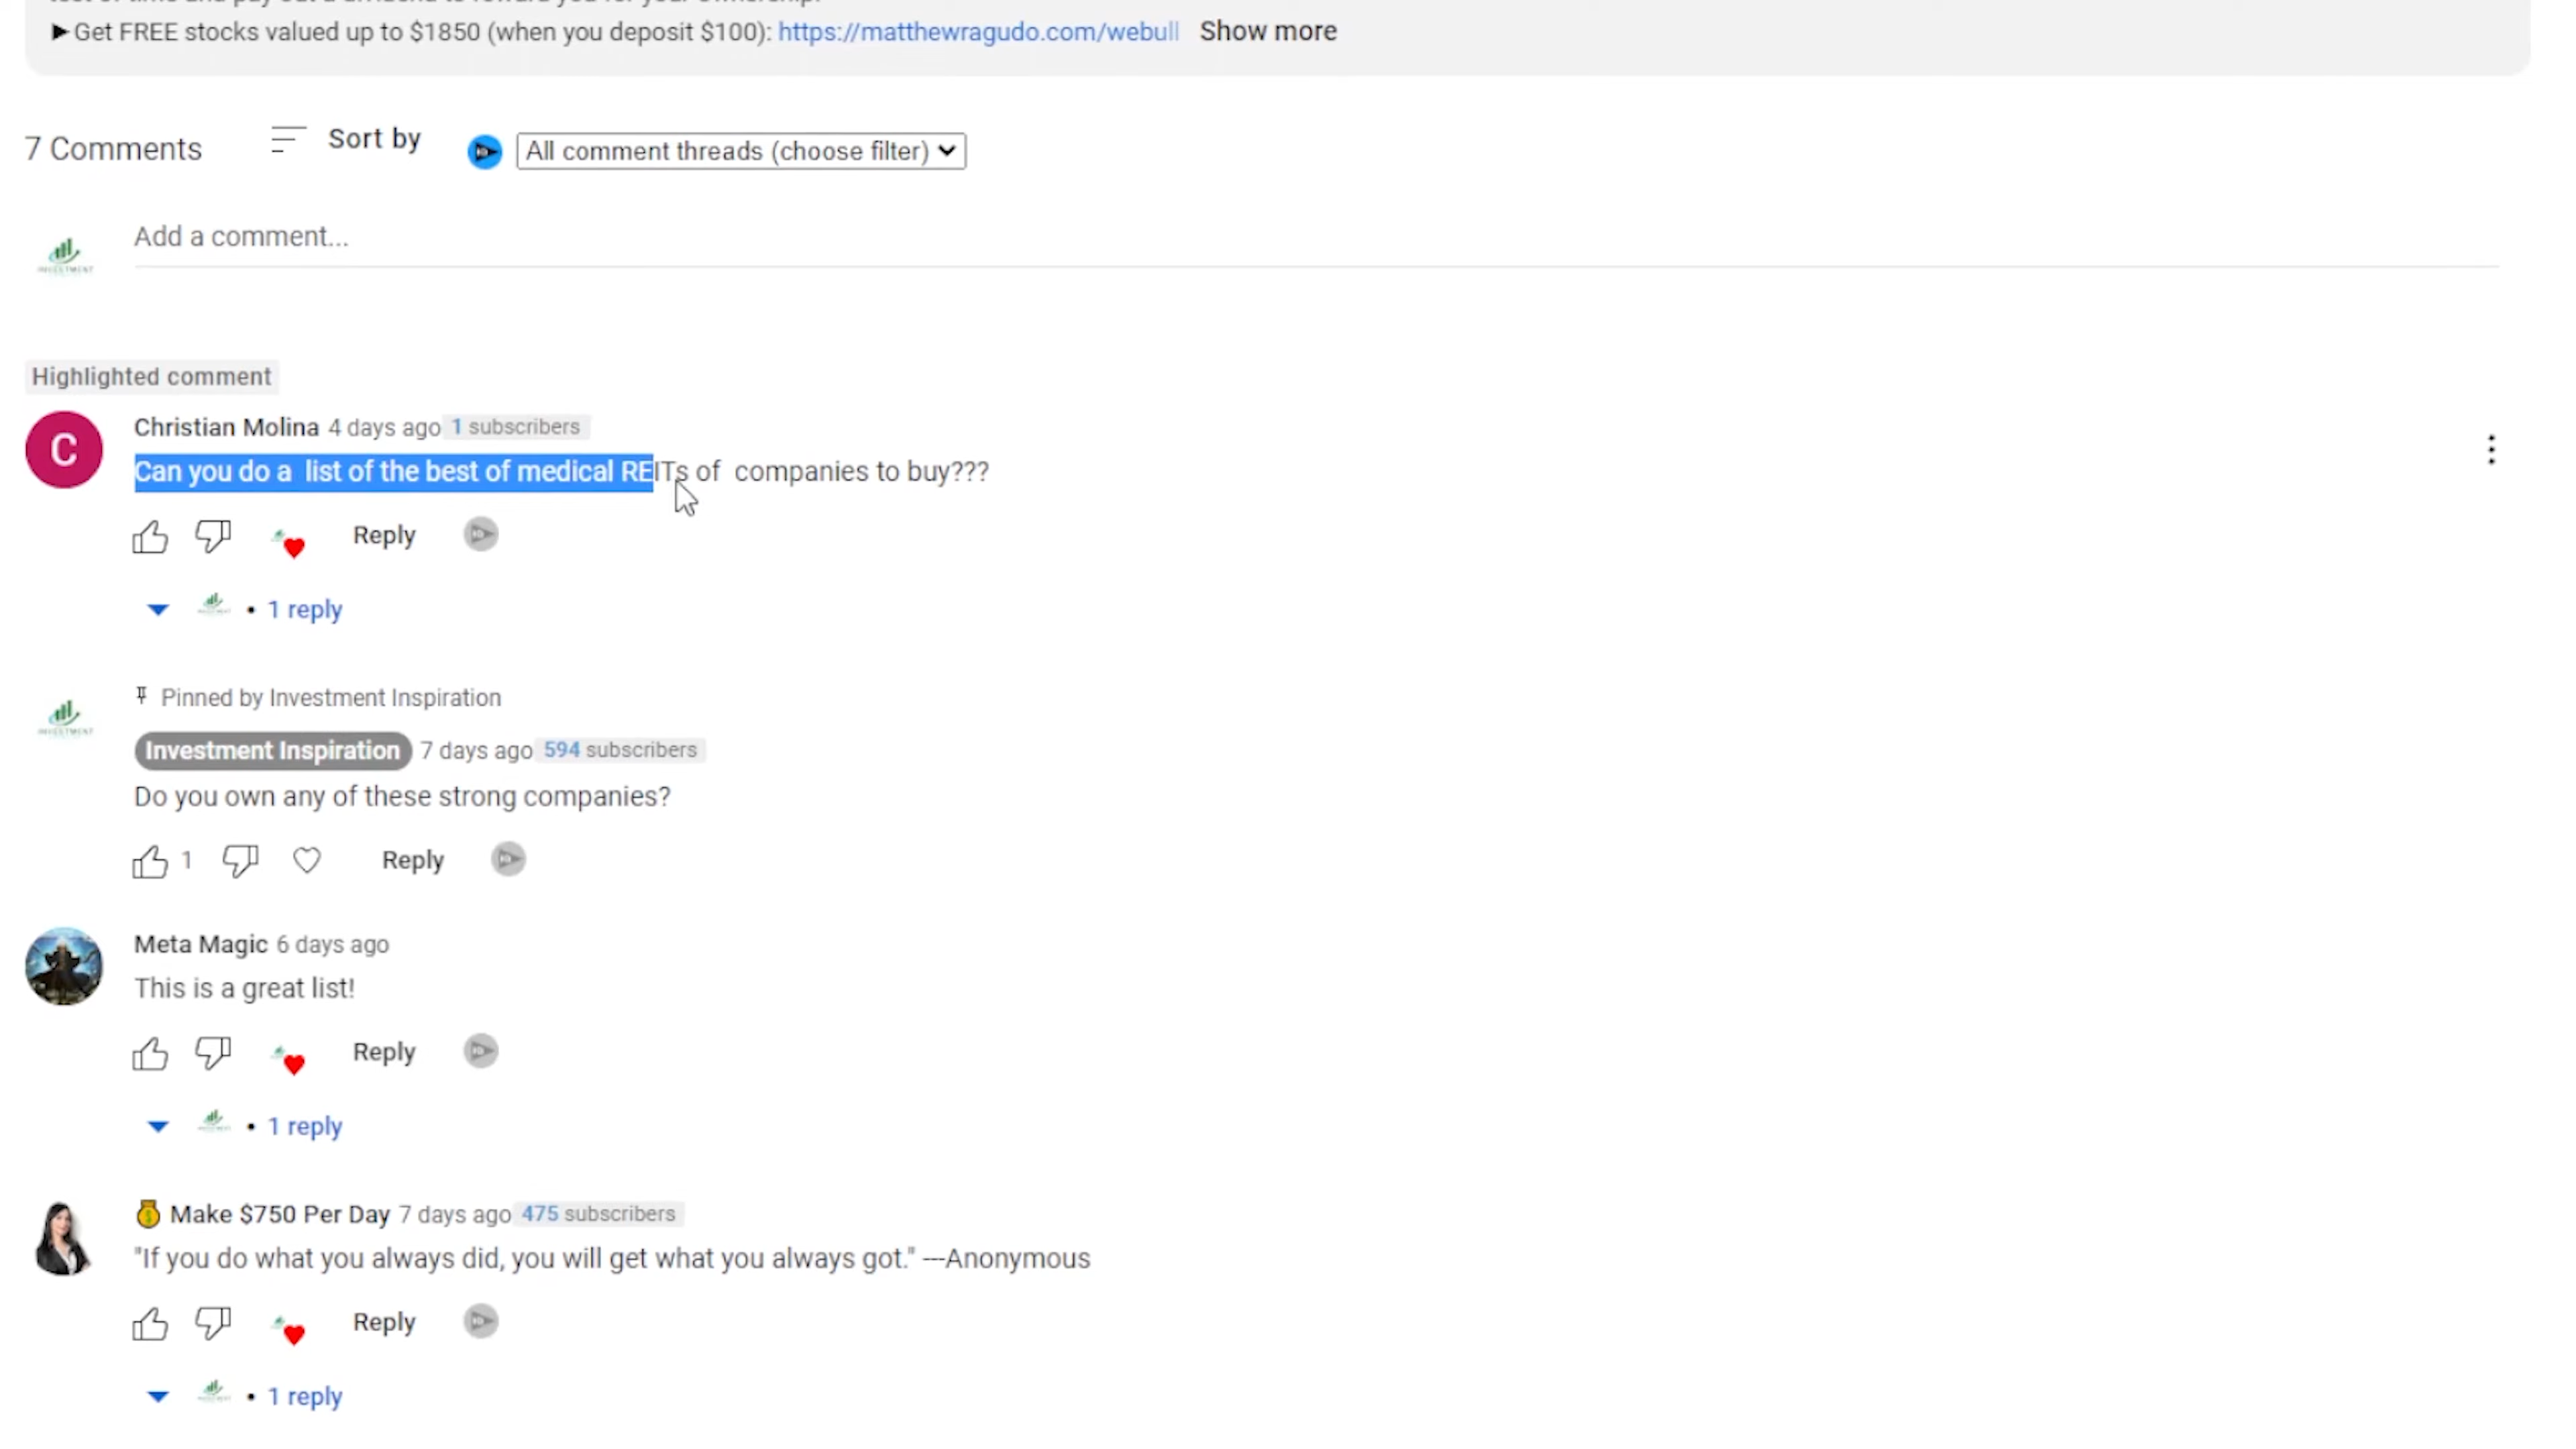 ►Get FREE stocks valued up to $1850 (when you deposit $100): https://matthewragudo.com/webull Show more
7 Comments Sort by All comment threads (choose filter)
Add a comment...
Highlighted comment
C Christian Molina 4 days ago 1 subscribers
Can you do a list of the best of medical REITs of companies to buy???
Reply
• 1 reply
Pinned by Investment Inspiration
Investment Inspiration 7 days ago 594 subscribers
Do you own any of these strong companies?
1 Reply
Meta Magic 6 days ago
This is a great list!
Reply
• 1 reply
Make $750 Per Day 7 days ago 475 subscribers
"If you do what you always did, you will get what you always got." ---Anonymous
Reply
• 1 reply